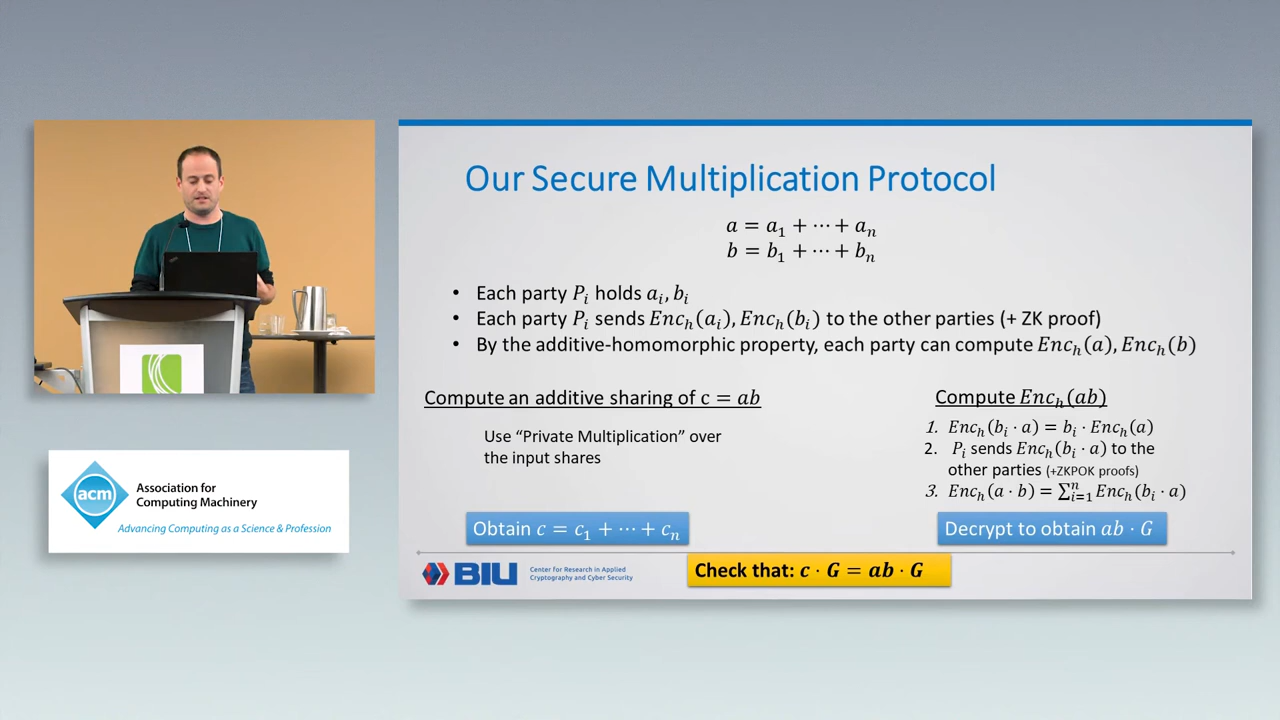 Our Secure Multiplication Protocol
a = a₁ + ⋯ + aₙ
b = b₁ + ⋯ + bₙ
• Each party Pᵢ holds aᵢ, bᵢ
• Each party Pᵢ sends Encₕ(aᵢ), Encₕ(bᵢ) to the other parties (+ ZK proof)
• By the additive-homomorphic property, each party can compute Encₕ(a), Encₕ(b)
Compute an additive sharing of c = ab
Use “Private Multiplication” over
the input shares
Obtain c = c₁ + ⋯ + cₙ
Compute Encₕ(ab)
1. Encₕ(bᵢ · a) = bᵢ · Encₕ(a)
2. Pᵢ sends Encₕ(bᵢ · a) to the
other parties (+ZKPOK proofs)
3. Encₕ(a · b) = ∑ⁿᵢ₌₁ Encₕ(bᵢ · a)
Decrypt to obtain ab · G
Check that: c · G = ab · G
BIU
Center for Research in Applied
Cryptography and Cyber Security
acm
Association for
Computing Machinery
Advancing Computing as a Science & Profession